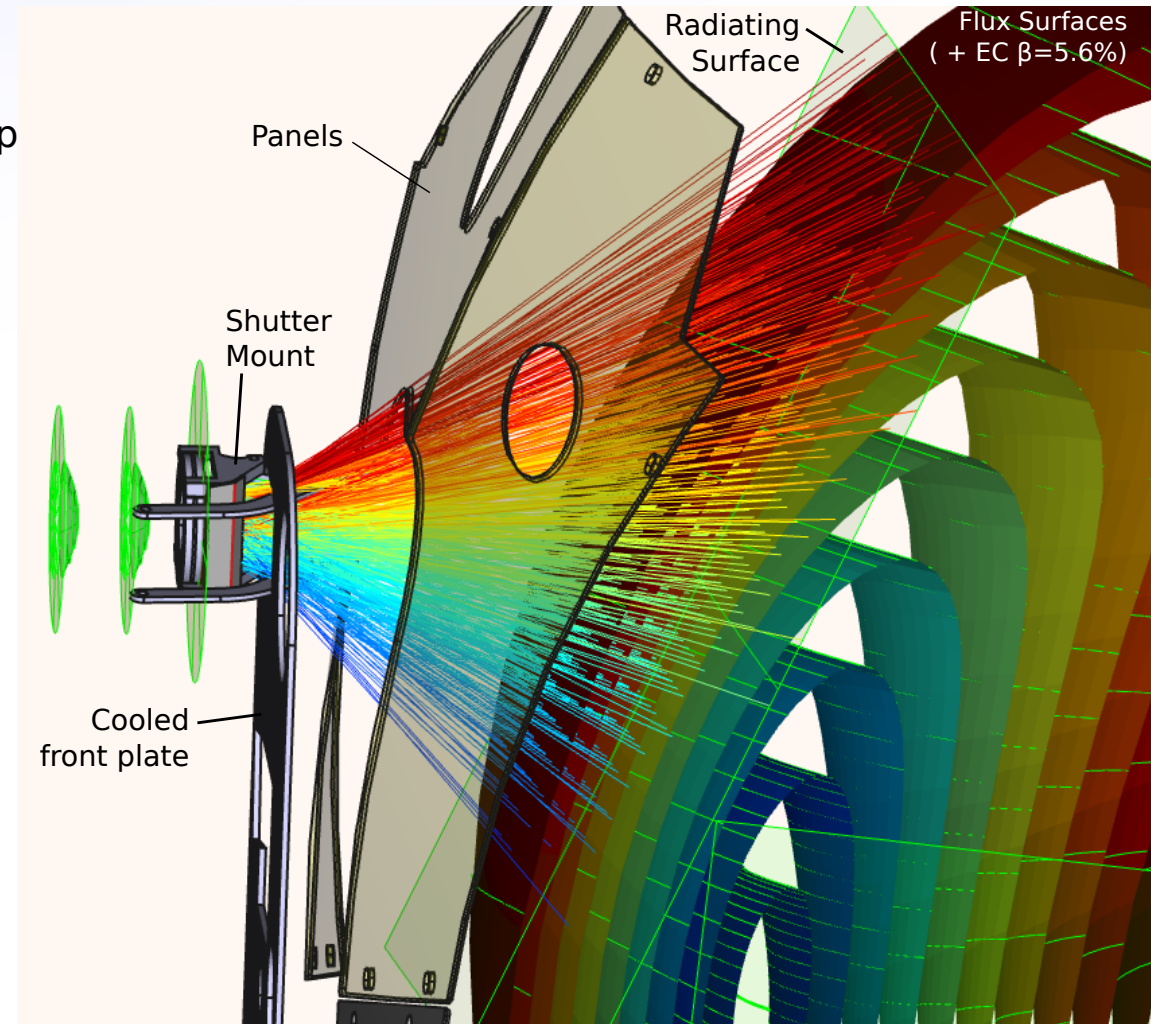 Radiating
Surface
Flux Surfaces
( + EC β=5.6%)
p
Panels
Shutter
Mount
Cooled
front plate